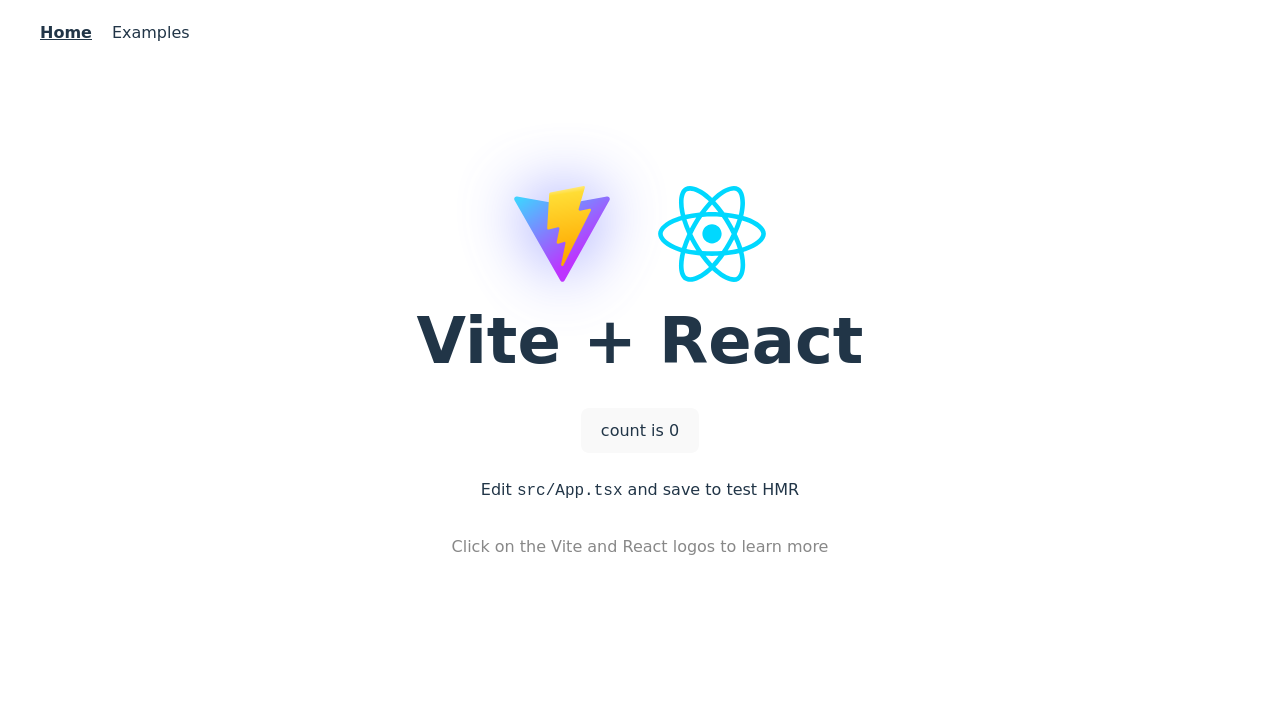 Home Examples
Vite + React
count is 0
Edit src/App.tsx and save to test HMR
Click on the Vite and React logos to learn more